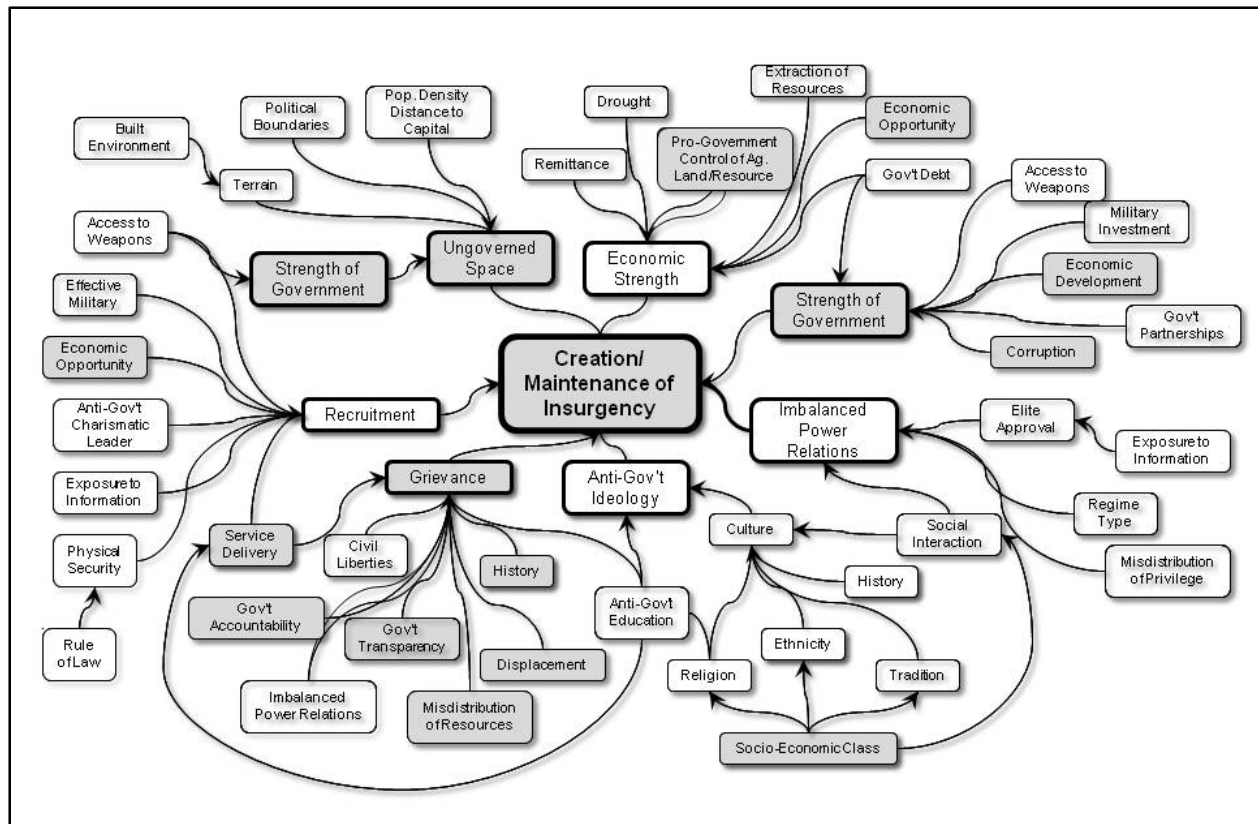 Extraction of
Resources
Pop. Density
Distance to
Capital
Drought
Political
Boundaries
Economic
Opportunity
Built
Environment
Pro-Government
Control of Ag.
Land/Resource
Remittance
Gov't Debt
Access to
Weapons
Terrain
Access to
Weapons
Military
Investment
Ungoverned
Space
Economic
Strength
Strength of
Government
Economic
Development
Effective
Military
Strength of
Government
Gov't
Partnerships
Economic
Opportunity
Corruption
Creation/
Maintenance of
Insurgency
Anti-Gov't
Charismatic
Leader
Recruitment
Imbalanced
Power
Relations
Elite
Approval
Exposure to
Information
Grievance
Anti-Gov't
Ideology
Exposure to
Information
Regime
Type
Service
Delivery
Civil
Liberties
Culture
Social
Interaction
Physical
Security
History
History
Misdistribution
of Privilege
Gov't
Accountability
Gov't
Transparency
Anti-Gov't
Education
Ethnicity
Rule
of Law
Displacement
Religion
Tradition
Imbalanced
Power Relations
Misdistribution
of Resources
Socio-Economic Class